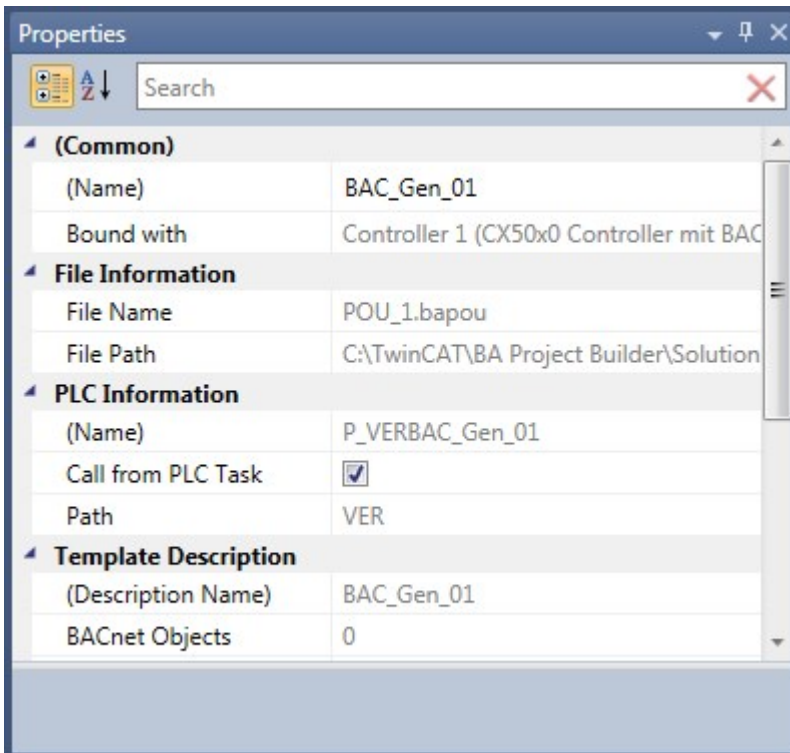 Properties
A Z Search
(Common)
(Name) BAC_Gen_01
Bound with Controller 1 (CX50x0 Controller mit BAC
File Information
File Name POU_1.bapou
File Path C:\TwinCAT\BA Project Builder\Solution
PLC Information
(Name) P_VERBAC_Gen_01
Call from PLC Task
Path VER
Template Description
(Description Name) BAC_Gen_01
BACnet Objects 0